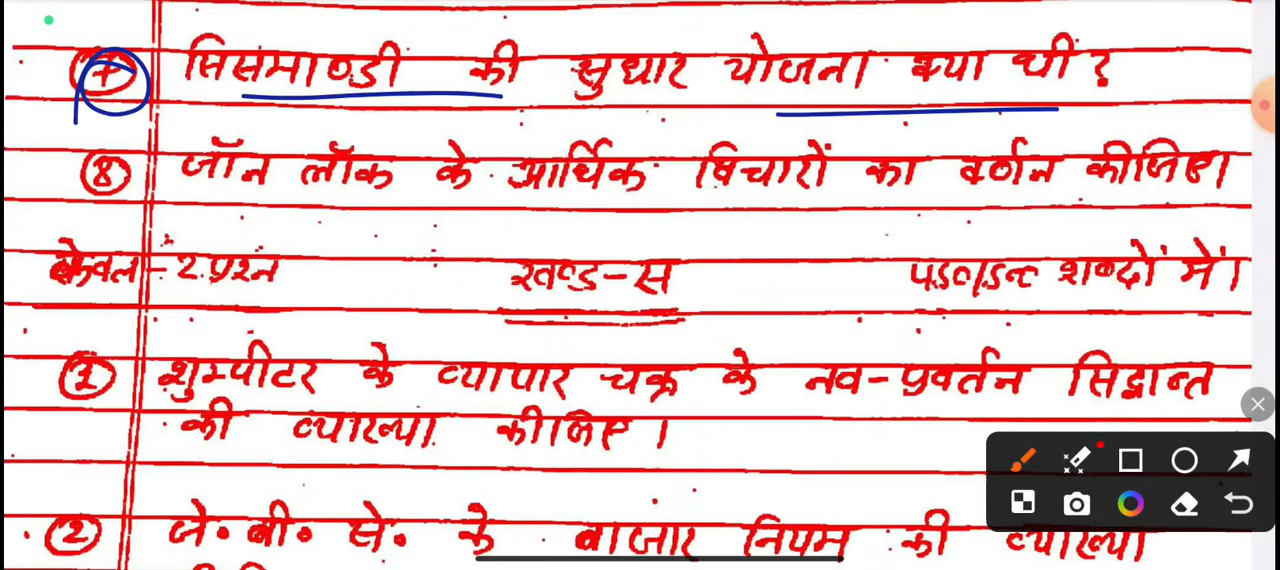 7 सिसमाण्डी की सुधार योजना क्या थी ?
8 जॉन लॉक के आर्थिक विचारों का वर्णन कीजिए।
केवल - 2 प्रश्न खण्ड-स शब्दों में।
1 शुम्पीटर के व्यापार चक्र के नव-प्रवर्तन सिद्धान्त
की व्याख्या कीजिए।
2 जे. बी. से. के बाजार नियम की व्याख्या